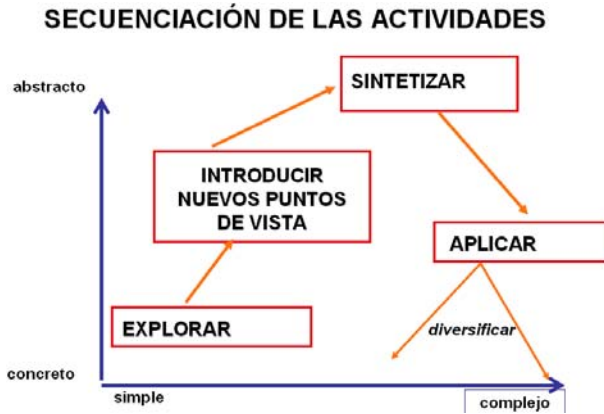 SECUENCIACIÓN DE LAS ACTIVIDADES
abstracto
SINTETIZAR
INTRODUCIR
NUEVOS PUNTOS
DE VISTA
APLICAR
EXPLORAR
diversificar
concreto
simple
complejo